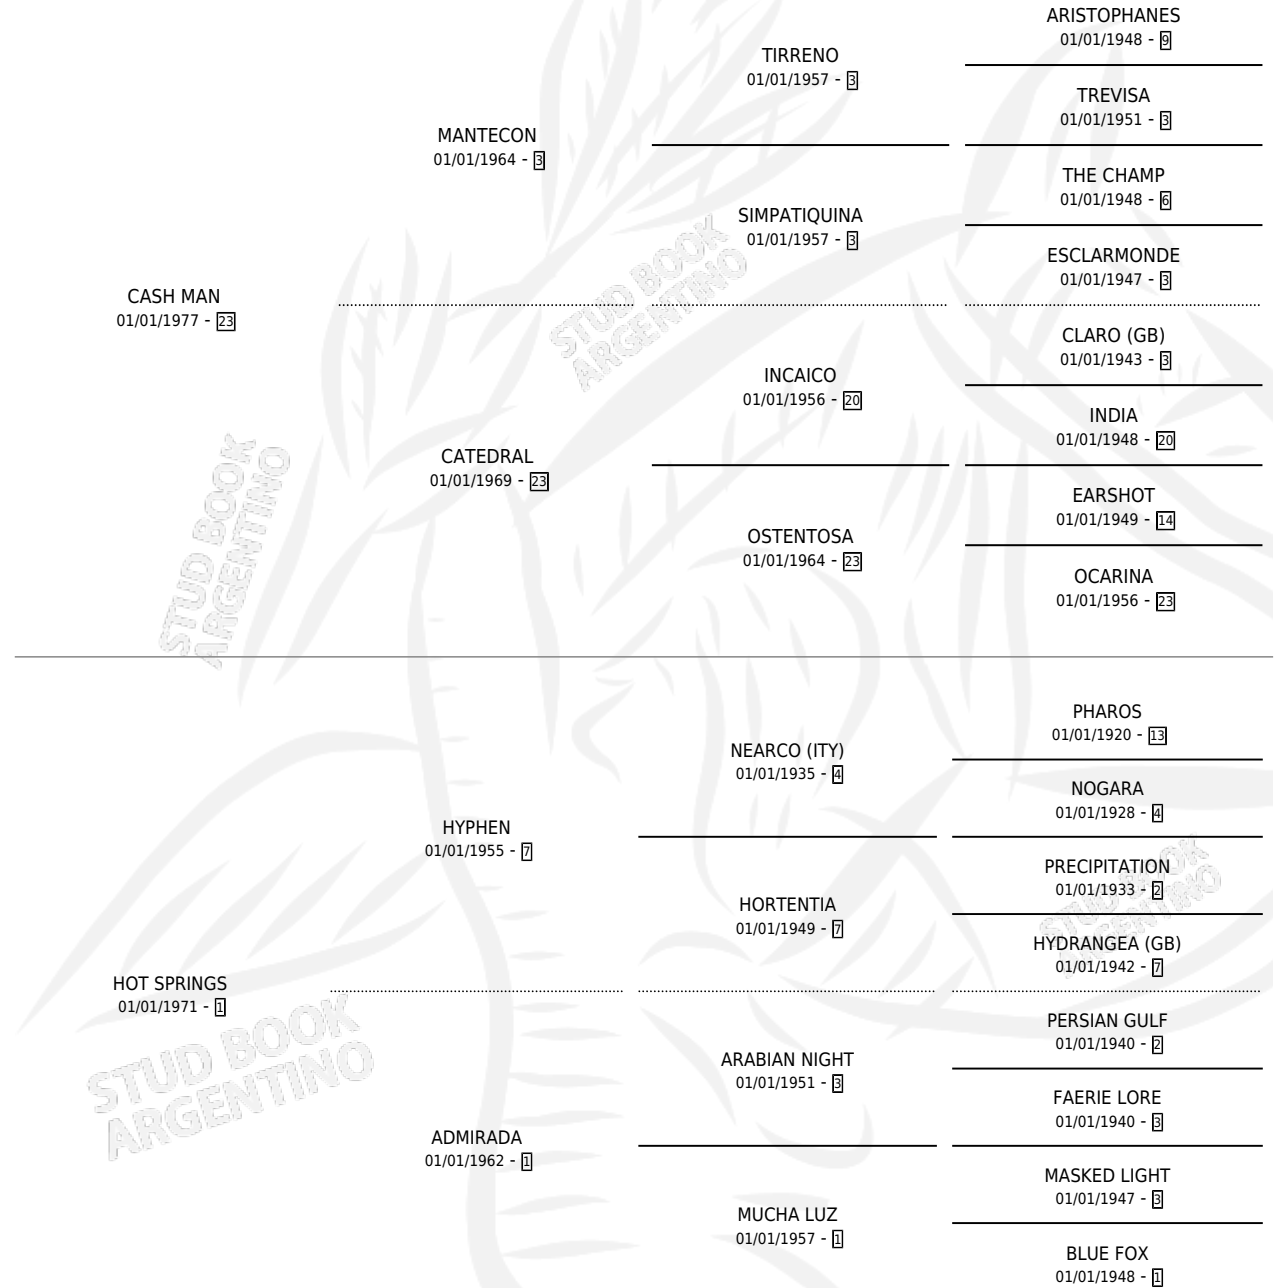 ARISTOPHANES
01/01/1948 - 9
TIRRENO
01/01/1957 - 3
TREVISA
01/01/1951 - 3
MANTECON
01/01/1964 - 3
THE CHAMP
01/01/1948 - 6
SIMPATIQUINA
01/01/1957 - 3
ESCLARMONDE
01/01/1947 - 3
CASH MAN
01/01/1977 - 23
CLARO (GB)
01/01/1943 - 3
INCAICO
01/01/1956 - 20
INDIA
01/01/1948 - 20
CATEDRAL
01/01/1969 - 23
EARSHOT
01/01/1949 - 14
OSTENTOSA
01/01/1964 - 23
OCARINA
01/01/1956 - 23
PHAROS
01/01/1920 - 13
NEARCO (ITY)
01/01/1935 - 4
NOGARA
01/01/1928 - 4
HYPHEN
01/01/1955 - 7
PRECIPITATION
01/01/1933 - 2
HORTENTIA
01/01/1949 - 7
HYDRANGEA (GB)
01/01/1942 - 7
HOT SPRINGS
01/01/1971 - 1
PERSIAN GULF
01/01/1940 - 2
ARABIAN NIGHT
01/01/1951 - 3
FAERIE LORE
01/01/1940 - 3
ADMIRADA
01/01/1962 - 1
MASKED LIGHT
01/01/1947 - 3
MUCHA LUZ
01/01/1957 - 1
BLUE FOX
01/01/1948 - 1
STUD BOOK
ARGENTINO
STUD BOOK
ARGENTINO
STUD BOOK
ARGENTINO
STUD BOOK
ARGENTINO